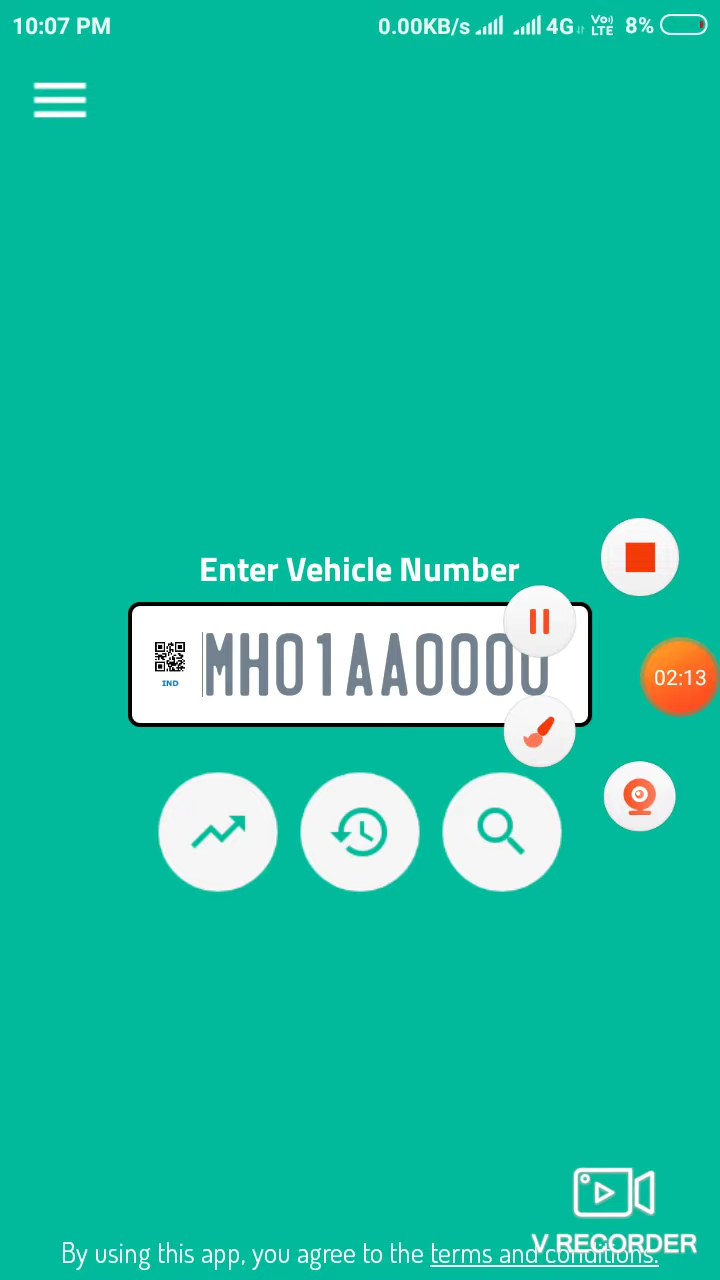 10:07 PM 0.00KB/s 4G Vo) LTE 8%
Enter Vehicle Number
MH01AA0000
IND
02:13
V RECORDER
By using this app, you agree to the terms and conditions.